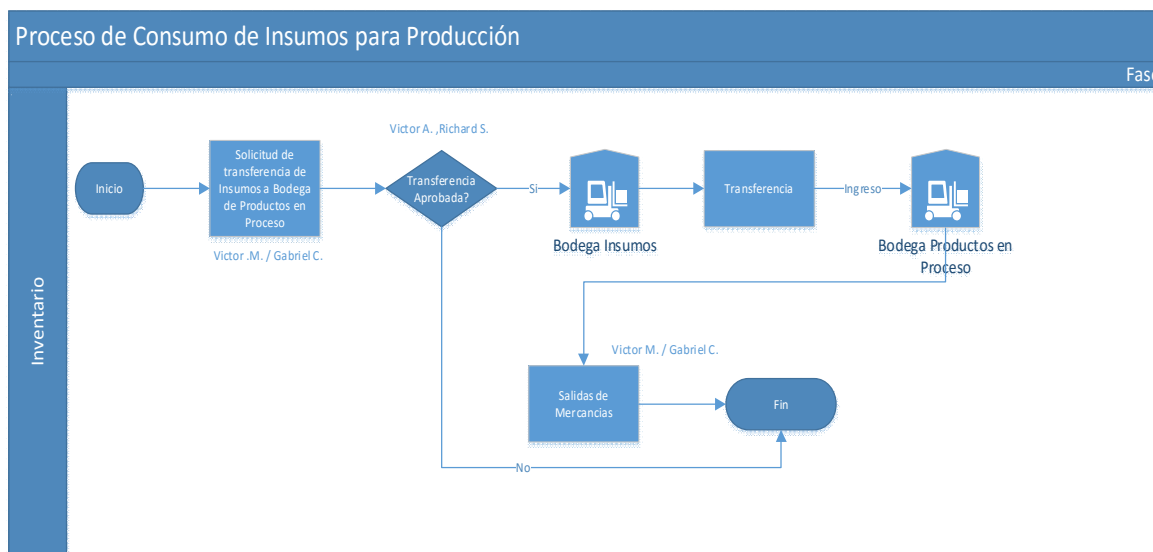 Proceso de Consumo de Insumos para Producción
Fase
Inventario
Inicio
Solicitud de
transferencia de
Insumos a Bodega
de Productos en
Proceso
Victor .M. / Gabriel C.
Victor A. ,Richard S.
Transferencia
Aprobada?
Si
Bodega Insumos
Transferencia
Ingreso
Bodega Productos en
Proceso
Victor M. / Gabriel C.
Salidas de
Mercancias
Fin
No